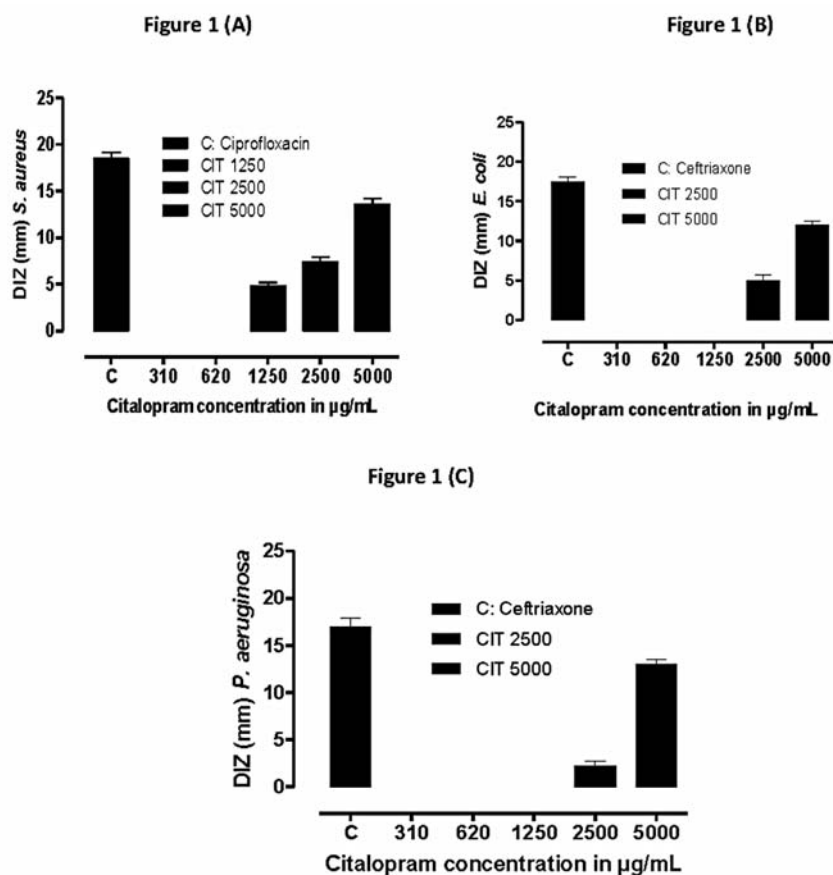 Figure 1 (A)
25
20
15
10
5
0
DIZ (mm) S. aureus
C: Ciprofloxacin
CIT 1250
CIT 2500
CIT 5000
C 310 620 1250 2500 5000
Citalopram concentration in µg/mL
Figure 1 (B)
25
20
15
10
5
0
DIZ (mm) E. coli
C: Ceftriaxone
CIT 2500
CIT 5000
C 310 620 1250 2500 5000
Citalopram concentration in µg/mL
Figure 1 (C)
25
20
15
10
5
0
DIZ (mm) P. aeruginosa
C: Ceftriaxone
CIT 2500
CIT 5000
C 310 620 1250 2500 5000
Citalopram concentration in µg/mL